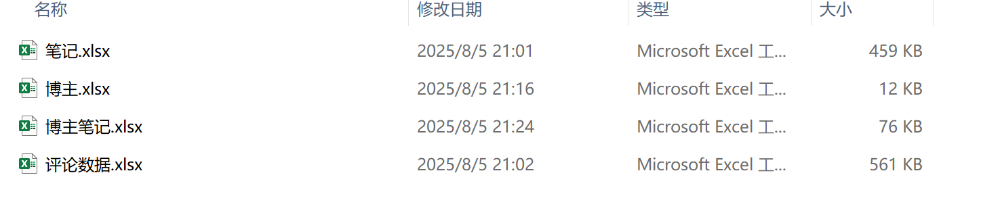 名称 修改日期 类型 大小
笔记.xlsx 2025/8/5 21:01 Microsoft Excel 工... 459 KB
博主.xlsx 2025/8/5 21:16 Microsoft Excel 工... 12 KB
博主笔记.xlsx 2025/8/5 21:24 Microsoft Excel 工... 76 KB
评论数据.xlsx 2025/8/5 21:02 Microsoft Excel 工... 561 KB